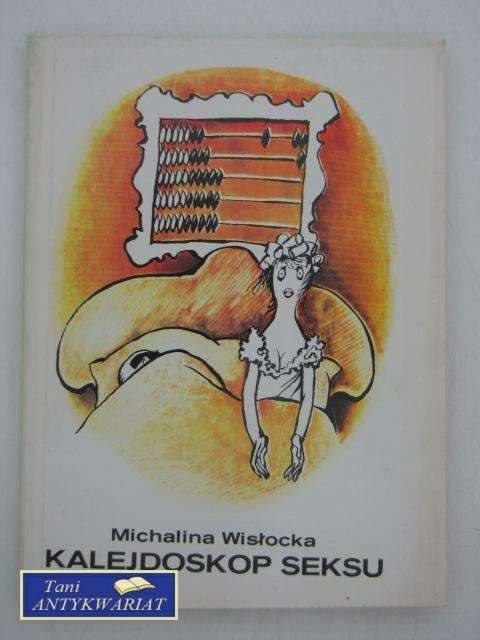 Michalina Wisłocka
KALEJDOSKOP SEKSU
Tani
ANTYKWARIAT